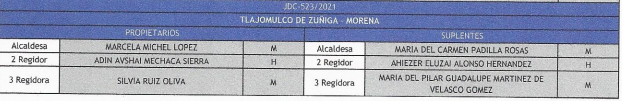 JDC-523/2021
TLAJOMULCO DE ZUÑIGA - MORENA
PROPIETARIOS SUPLENTES
Alcaldesa MARCELA MICHEL LOPEZ M Alcaldesa MARIA DEL CARMEN PADILLA ROSAS M
2 Regidor ADIN AVSHAI MECHACA SIERRA H 2 Regidor AHIEZER ELUZAI ALONSO HERNANDEZ H
3 Regidora SILVIA RUIZ OLIVA M 3 Regidora MARIA DEL PILAR GUADALUPE MARTINEZ DE
VELASCO GOMEZ M